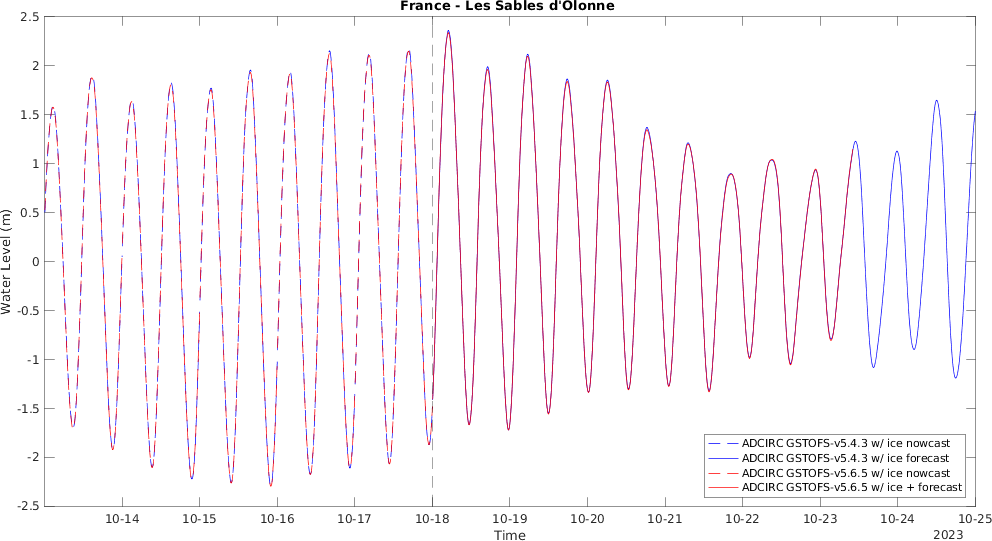 France - Les Sables d'Olonne
2.5
2
1.5
1
0.5
0
-0.5
-1
-1.5
-2
-2.5
Water Level (m)
ADCIRC GSTOFS-v5.4.3 w/ ice nowcast
ADCIRC GSTOFS-v5.4.3 w/ ice forecast
ADCIRC GSTOFS-v5.6.5 w/ ice nowcast
ADCIRC GSTOFS-v5.6.5 w/ ice + forecast
10-14 10-15 10-16 10-17 10-18 10-19 10-20 10-21 10-22 10-23 10-24 10-25
Time
2023